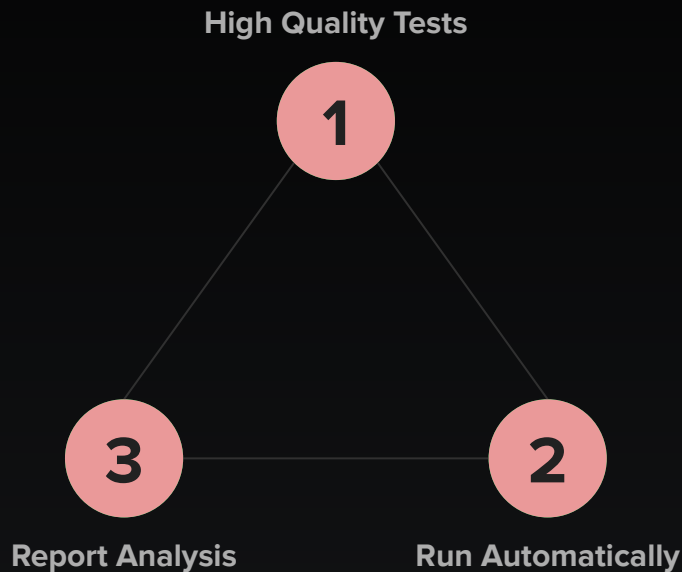 High Quality Tests
1
3
2
Report Analysis
Run Automatically